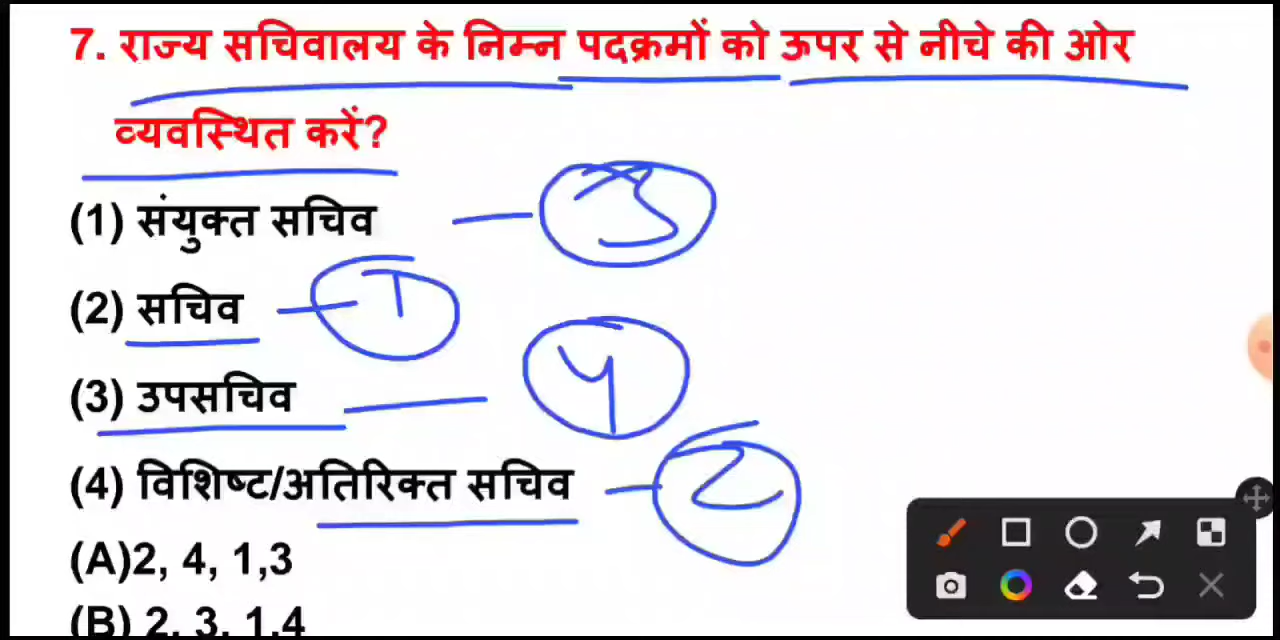 7. राज्य सचिवालय के निम्न पदक्रमों को ऊपर से नीचे की ओर
व्यवस्थित करें?
(1) संयुक्त सचिव — 3
(2) सचिव — 1
(3) उपसचिव — 4
(4) विशिष्ट/अतिरिक्त सचिव — 2
(A)2, 4, 1,3
(B) 2, 3, 1,4